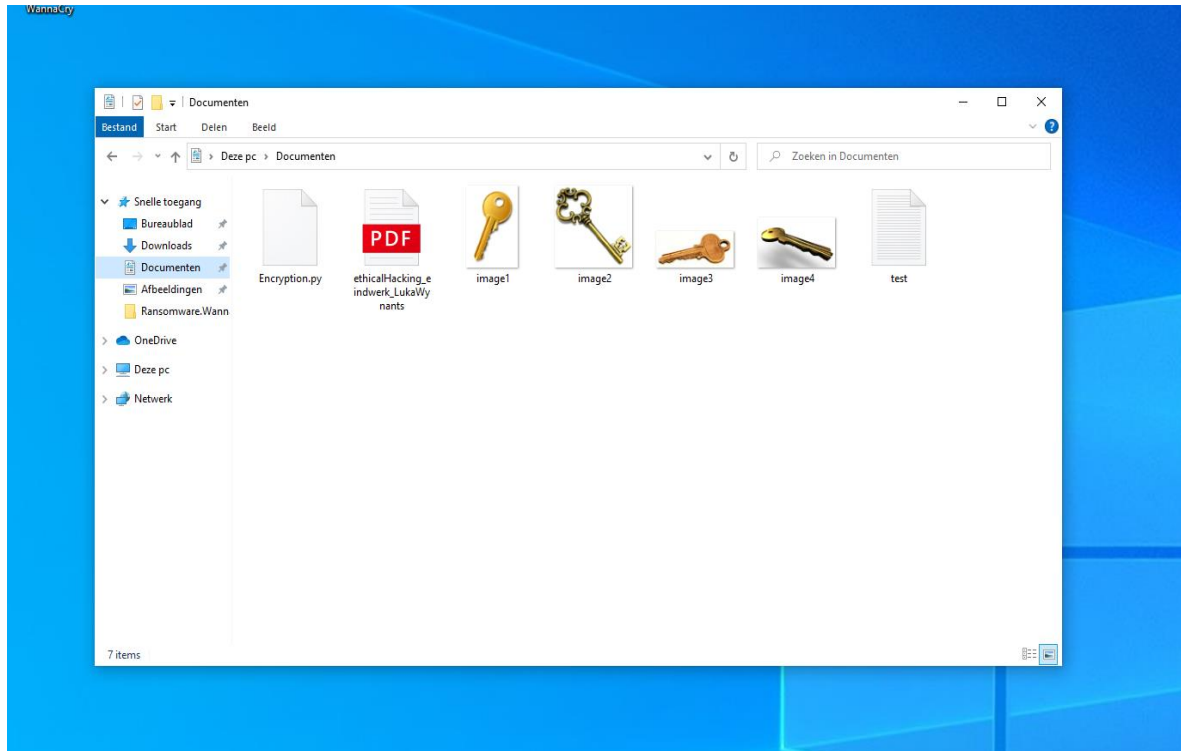 WannaCry
Documenten
Bestand Start Delen Beeld
Deze pc > Documenten
Zoeken in Documenten
Snelle toegang
Bureaublad
Downloads
Documenten
Afbeeldingen
Ransomware.Wann
OneDrive
Deze pc
Netwerk
PDF
Encryption.py
ethicalHacking_e
indwerk_LukaWy
nants
image1
image2
image3
image4
test
7 items